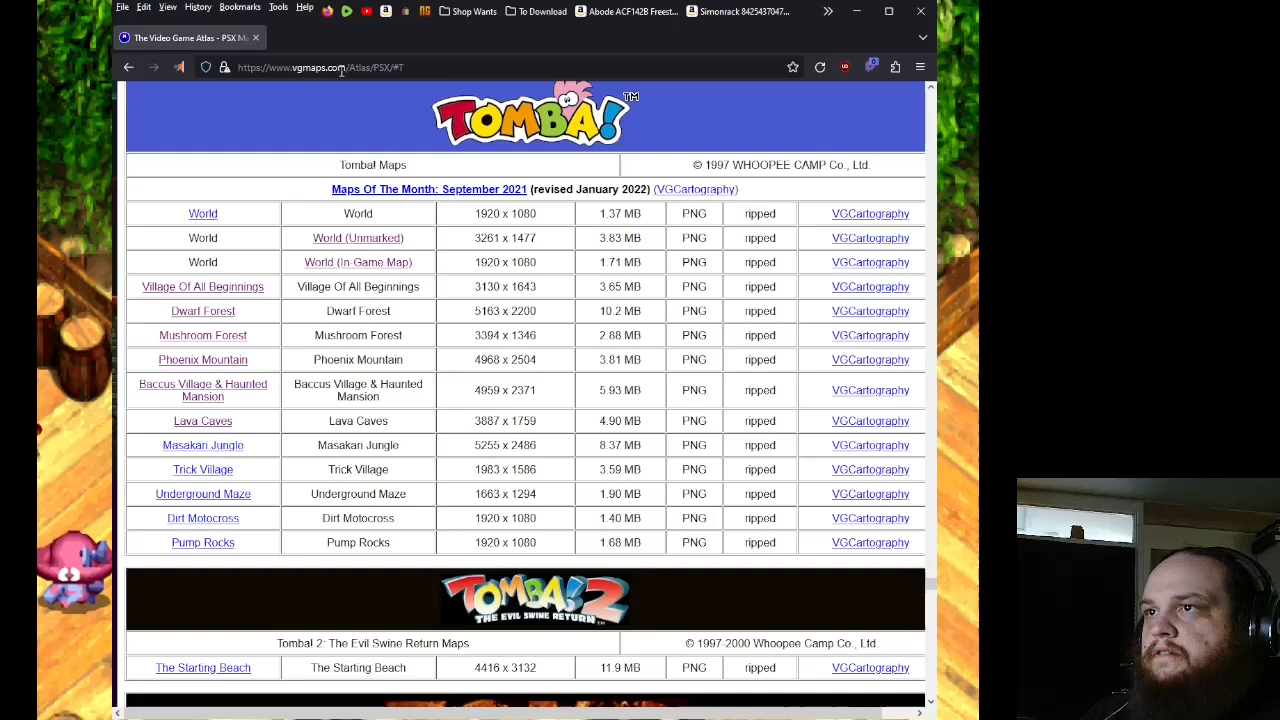 File Edit View History Bookmarks Tools Help Shop Wants To Download Abode ACF142B Freest... Simonrack 8425437047...
The Video Game Atlas - PSX Ma
https://www.vgmaps.com/Atlas/PSX/#T
TOMBA! TM
Tomba! Maps © 1997 WHOOPEE CAMP Co., Ltd.
Maps Of The Month: September 2021 (revised January 2022) (VGCartography)
World World 1920 x 1080 1.37 MB PNG ripped VGCartography
World World (Unmarked) 3261 x 1477 3.83 MB PNG ripped VGCartography
World World (In-Game Map) 1920 x 1080 1.71 MB PNG ripped VGCartography
Village Of All Beginnings Village Of All Beginnings 3130 x 1643 3.65 MB PNG ripped VGCartography
Dwarf Forest Dwarf Forest 5163 x 2200 10.2 MB PNG ripped VGCartography
Mushroom Forest Mushroom Forest 3394 x 1346 2.88 MB PNG ripped VGCartography
Phoenix Mountain Phoenix Mountain 4968 x 2504 3.81 MB PNG ripped VGCartography
Baccus Village & Haunted Mansion Baccus Village & Haunted Mansion 4959 x 2371 5.93 MB PNG ripped VGCartography
Lava Caves Lava Caves 3887 x 1759 4.90 MB PNG ripped VGCartography
Masakari Jungle Masakari Jungle 5255 x 2486 8.37 MB PNG ripped VGCartography
Trick Village Trick Village 1983 x 1586 3.59 MB PNG ripped VGCartography
Underground Maze Underground Maze 1663 x 1294 1.90 MB PNG ripped VGCartography
Dirt Motocross Dirt Motocross 1920 x 1080 1.40 MB PNG ripped VGCartography
Pump Rocks Pump Rocks 1920 x 1080 1.68 MB PNG ripped VGCartography
TOMBA! 2
THE EVIL SWINE RETURN
Tomba! 2: The Evil Swine Return Maps © 1997-2000 Whoopee Camp Co., Ltd.
The Starting Beach The Starting Beach 4416 x 3132 11.9 MB PNG ripped VGCartography